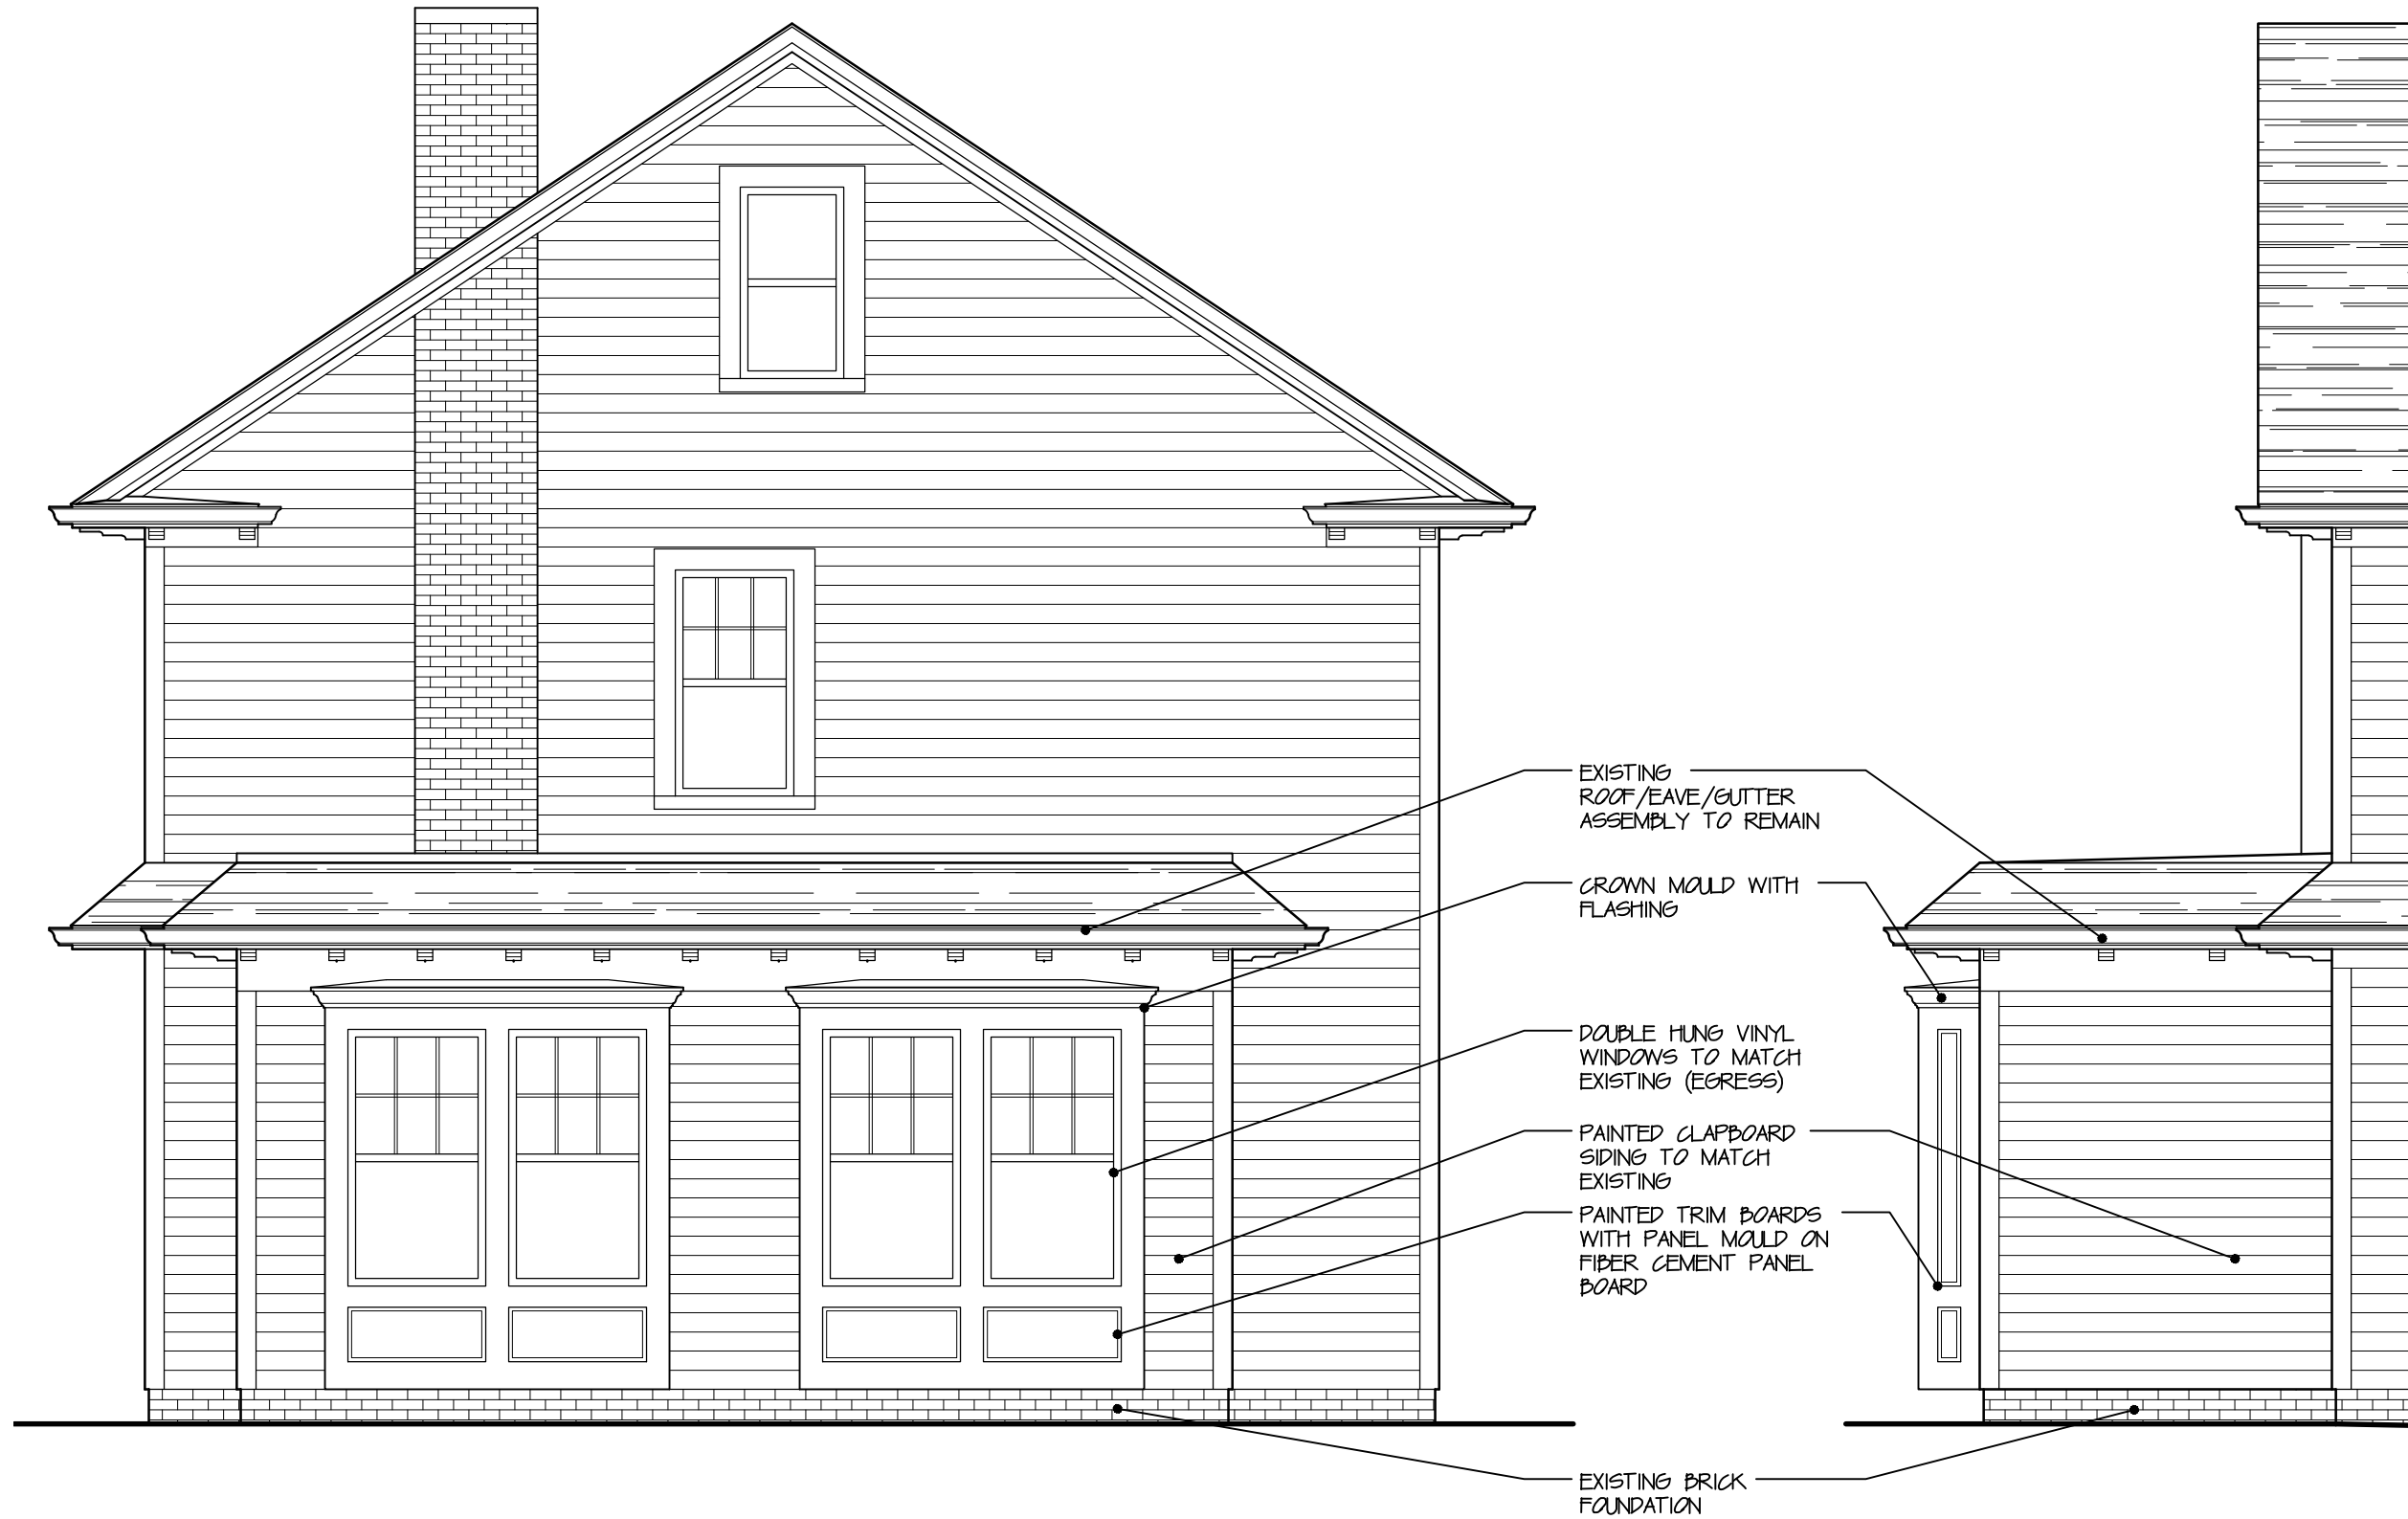 EXISTING
ROOF/EAVE/GUTTER
ASSEMBLY TO REMAIN
CROWN MOULD WITH
FLASHING
DOUBLE HUNG VINYL
WINDOWS TO MATCH
EXISTING (EGRESS)
PAINTED CLAPBOARD
SIDING TO MATCH
EXISTING
PAINTED TRIM BOARDS
WITH PANEL MOULD ON
FIBER CEMENT PANEL
BOARD
EXISTING BRICK
FOUNDATION